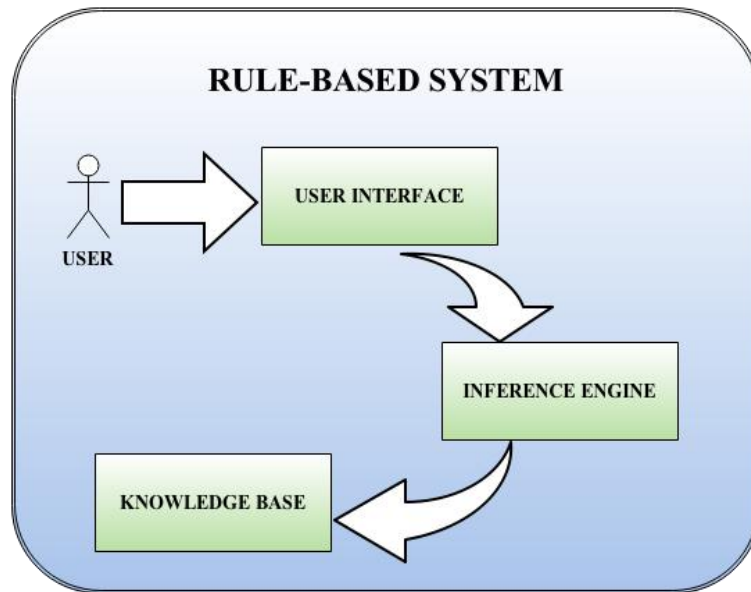 RULE-BASED SYSTEM
USER INTERFACE
USER
INFERENCE ENGINE
KNOWLEDGE BASE